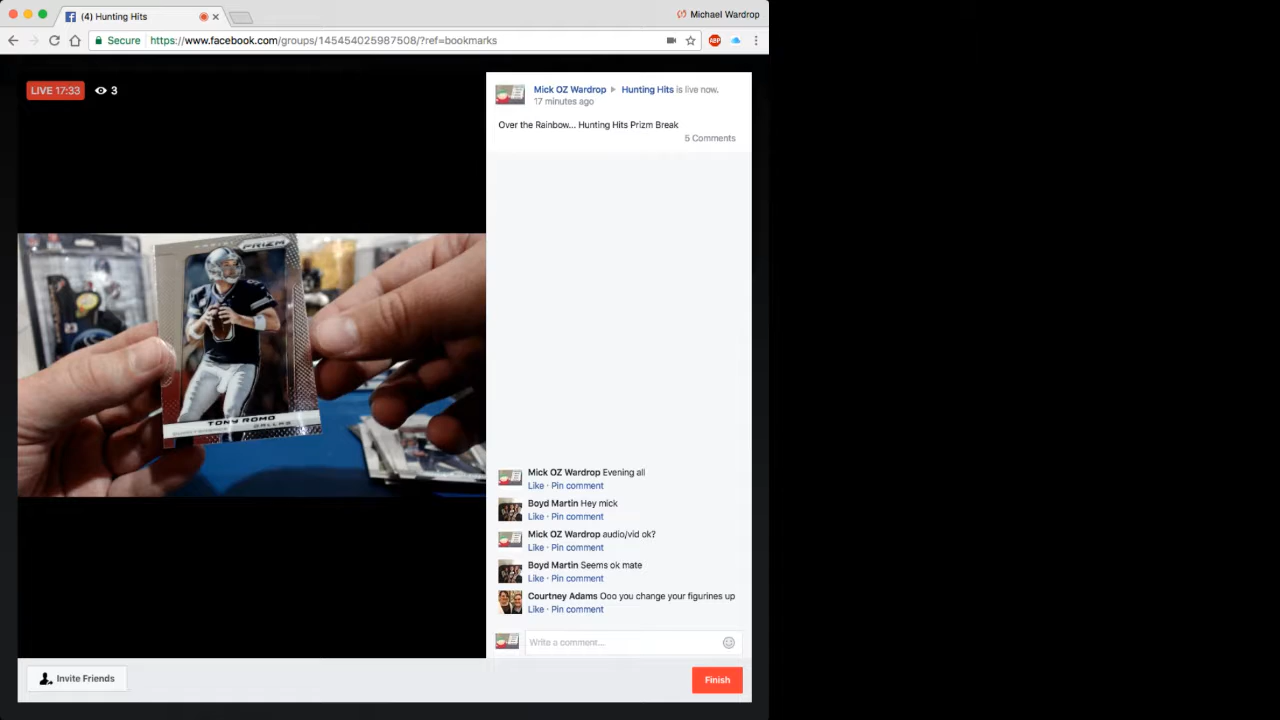 (4) Hunting Hits
Michael Wardrop
Secure https://www.facebook.com/groups/145454025987508/?ref=bookmarks
ABP
LIVE 17:33 3
Mick OZ Wardrop Hunting Hits is live now.
17 minutes ago
Over the Rainbow... Hunting Hits Prizm Break
5 Comments
PRIZM
TONY ROMO
DALLAS
Mick OZ Wardrop Evening all
Like · Pin comment
Boyd Martin Hey mick
Like · Pin comment
Mick OZ Wardrop audio/vid ok?
Like · Pin comment
Boyd Martin Seems ok mate
Like · Pin comment
Courtney Adams Ooo you change your figurines up
Like · Pin comment
Write a comment...
Invite Friends
Finish